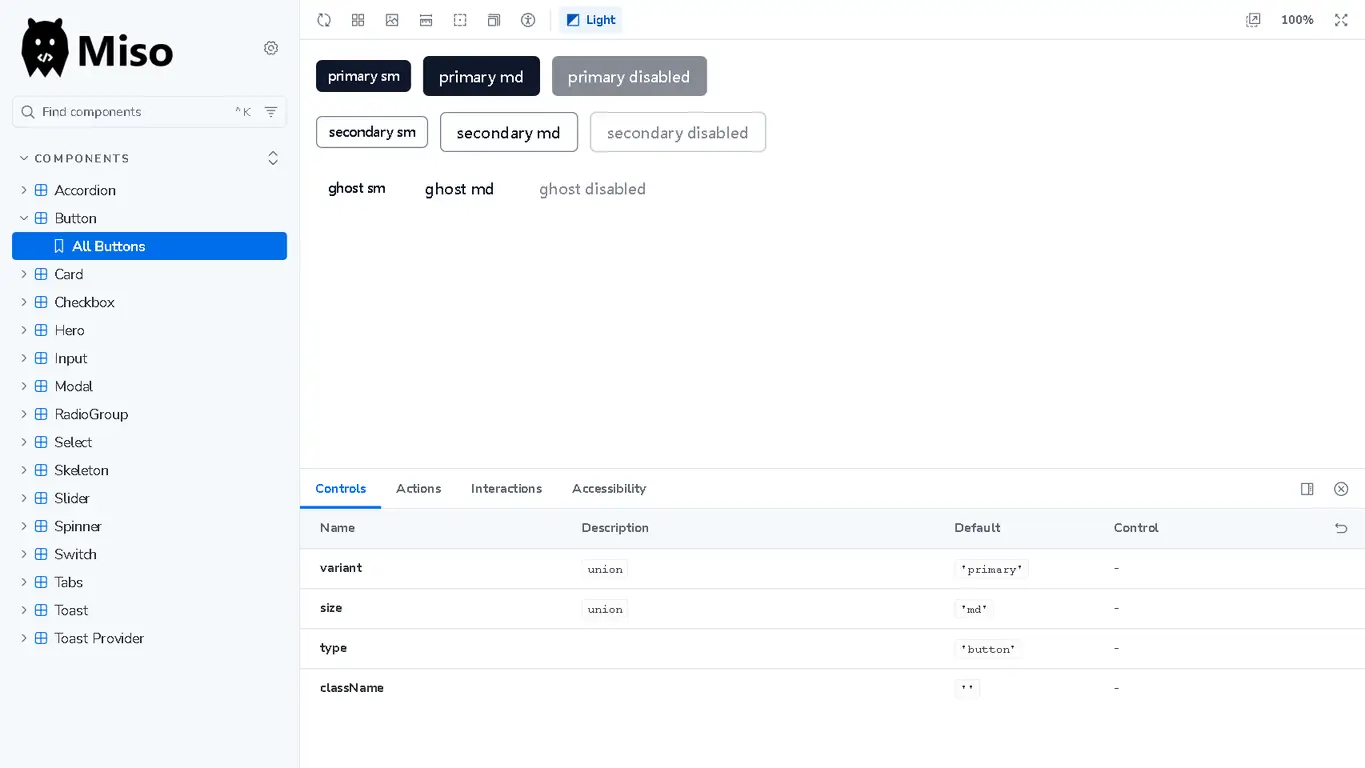 Miso
Find components ^ K
COMPONENTS
Accordion
Button
All Buttons
Card
Checkbox
Hero
Input
Modal
RadioGroup
Select
Skeleton
Slider
Spinner
Switch
Tabs
Toast
Toast Provider
Light 100%
primary sm primary md primary disabled
secondary sm secondary md secondary disabled
ghost sm ghost md ghost disabled
Controls Actions Interactions Accessibility
Name Description Default Control
variant union 'primary' -
size union 'md' -
type 'button' -
className '' -